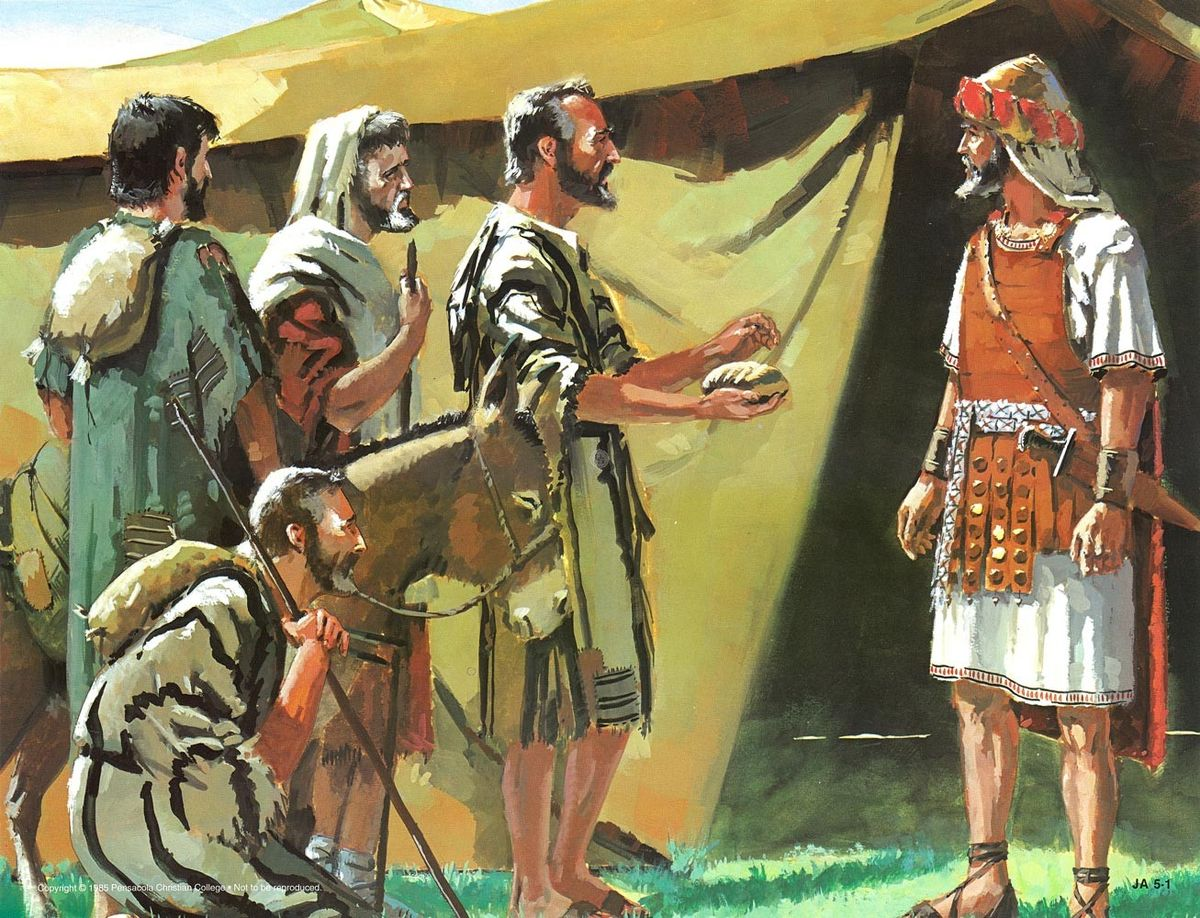 Copyright © 1985 Pensacola Christian College • Not to be reproduced.
JA 5-1